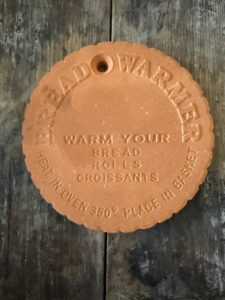 BREAD WARMER
WARM YOUR
BREAD
ROLLS
CROISSANTS
HEAT IN OVEN 350° PLACE IN BASKET